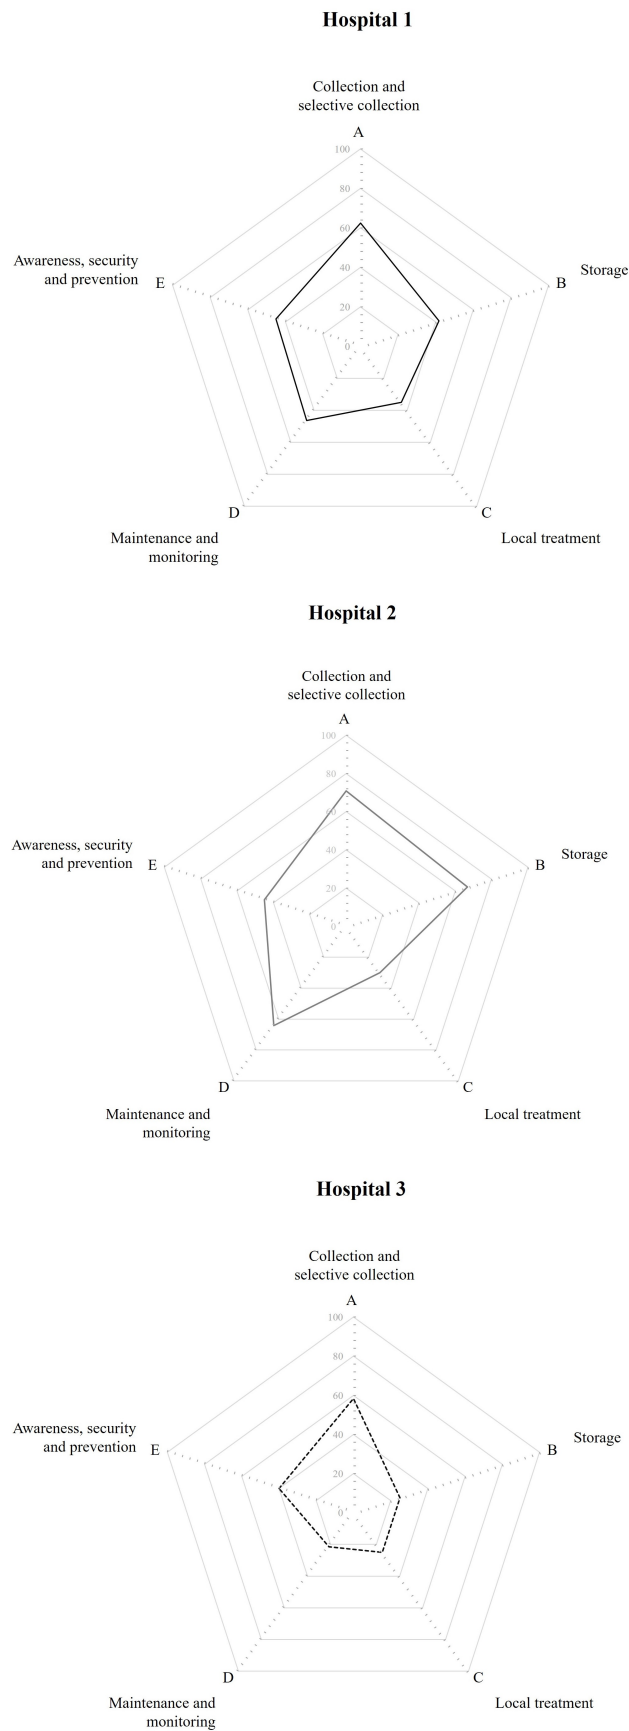 Hospital 1
Collection and
selective collection
A
100
80
60
40
20
0
Awareness, security
and prevention
E
B
Storage
D
C
Maintenance and
monitoring
Local treatment
Hospital 2
Collection and
selective collection
A
100
80
60
40
20
0
Awareness, security
and prevention
E
B
Storage
D
C
Maintenance and
monitoring
Local treatment
Hospital 3
Collection and
selective collection
A
100
80
60
40
20
0
Awareness, security
and prevention
E
B
Storage
D
C
Maintenance and
monitoring
Local treatment